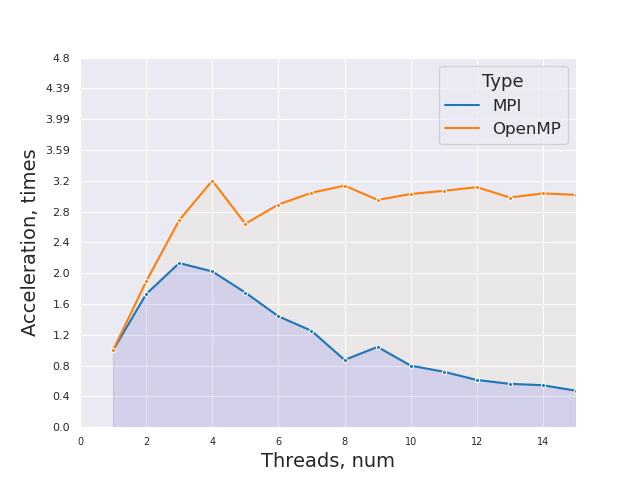 4.8
4.39
3.99
3.59
3.2
2.8
2.4
2.0
1.6
1.2
0.8
0.4
0.0
Acceleration, times
Type
MPI
OpenMP
0 2 4 6 8 10 12 14
Threads, num